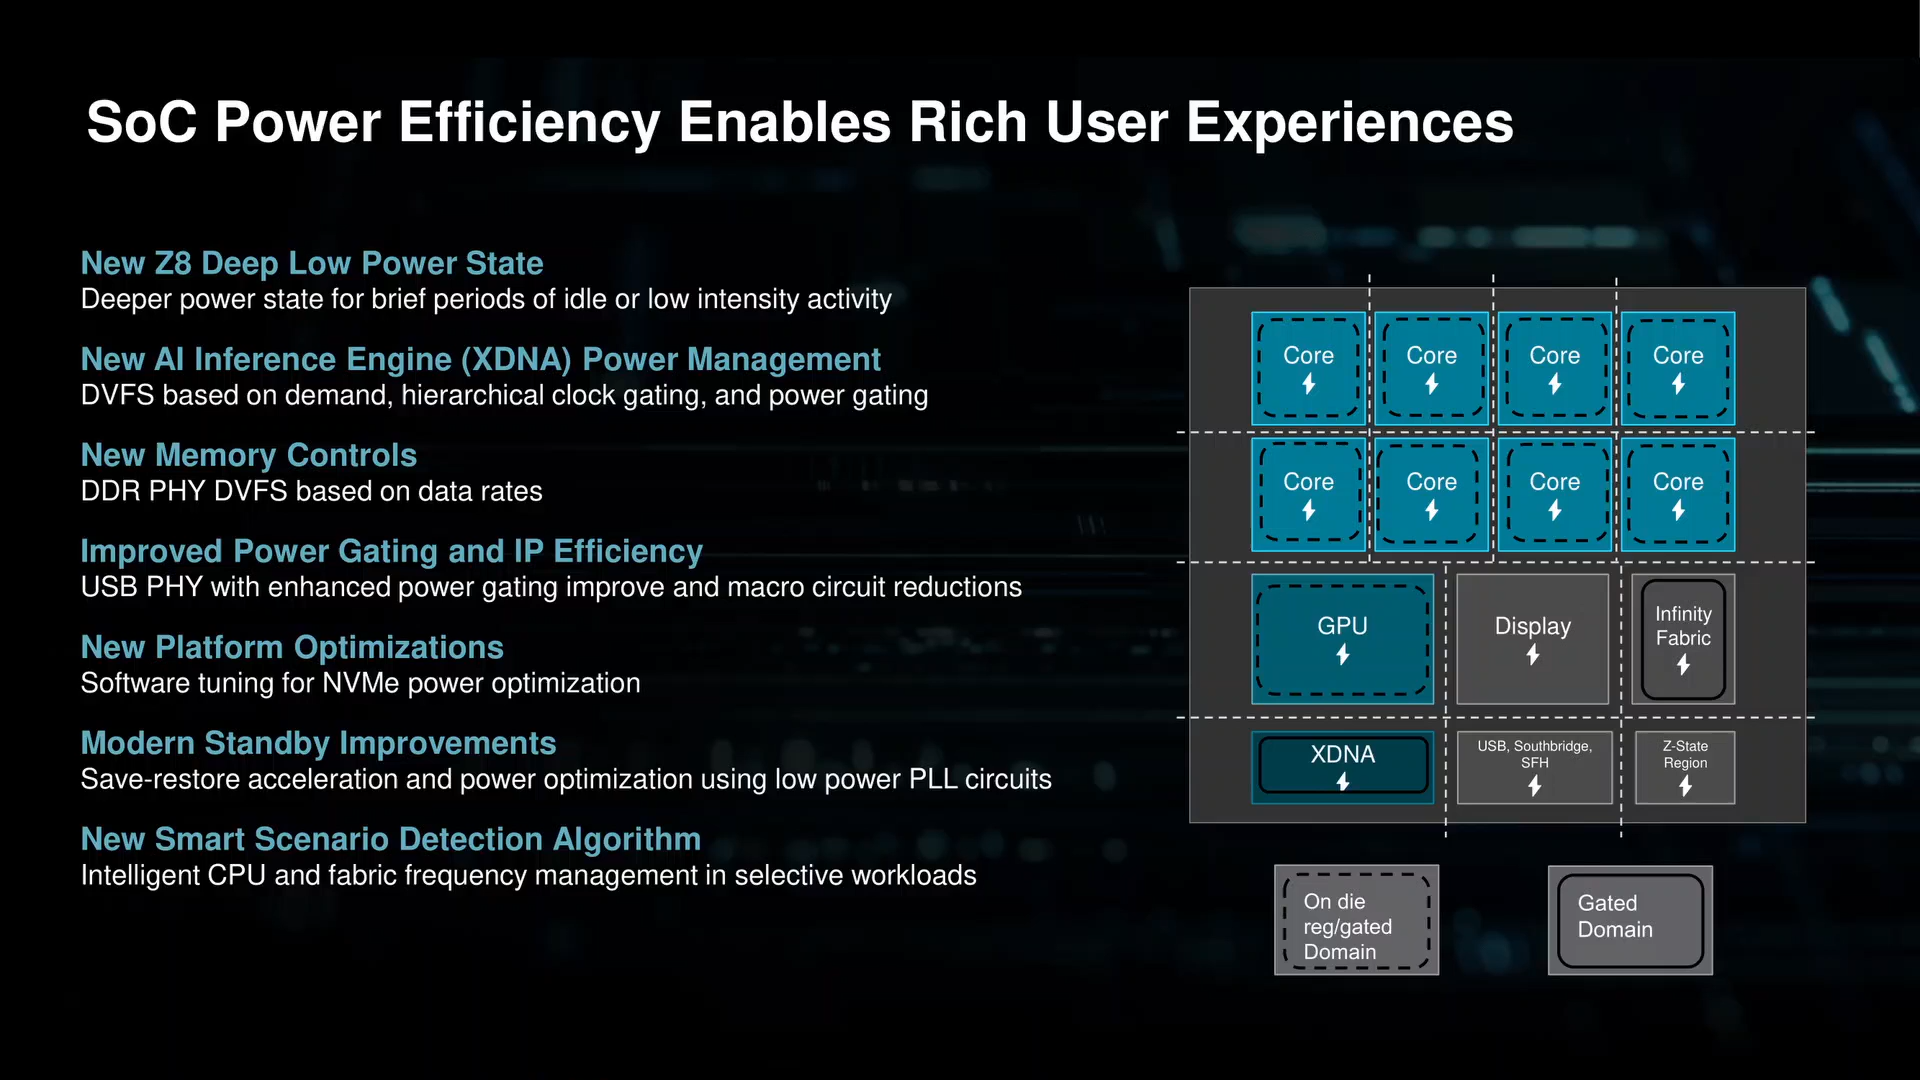 SoC Power Efficiency Enables Rich User Experiences
New Z8 Deep Low Power State
Deeper power state for brief periods of idle or low intensity activity
New AI Inference Engine (XDNA) Power Management
DVFS based on demand, hierarchical clock gating, and power gating
New Memory Controls
DDR PHY DVFS based on data rates
Improved Power Gating and IP Efficiency
USB PHY with enhanced power gating improve and macro circuit reductions
New Platform Optimizations
Software tuning for NVMe power optimization
Modern Standby Improvements
Save-restore acceleration and power optimization using low power PLL circuits
New Smart Scenario Detection Algorithm
Intelligent CPU and fabric frequency management in selective workloads
Core
Core
Core
Core
Core
Core
Core
Core
GPU
Display
Infinity
Fabric
XDNA
USB, Southbridge,
SFH
Z-State
Region
On die
reg/gated
Domain
Gated
Domain